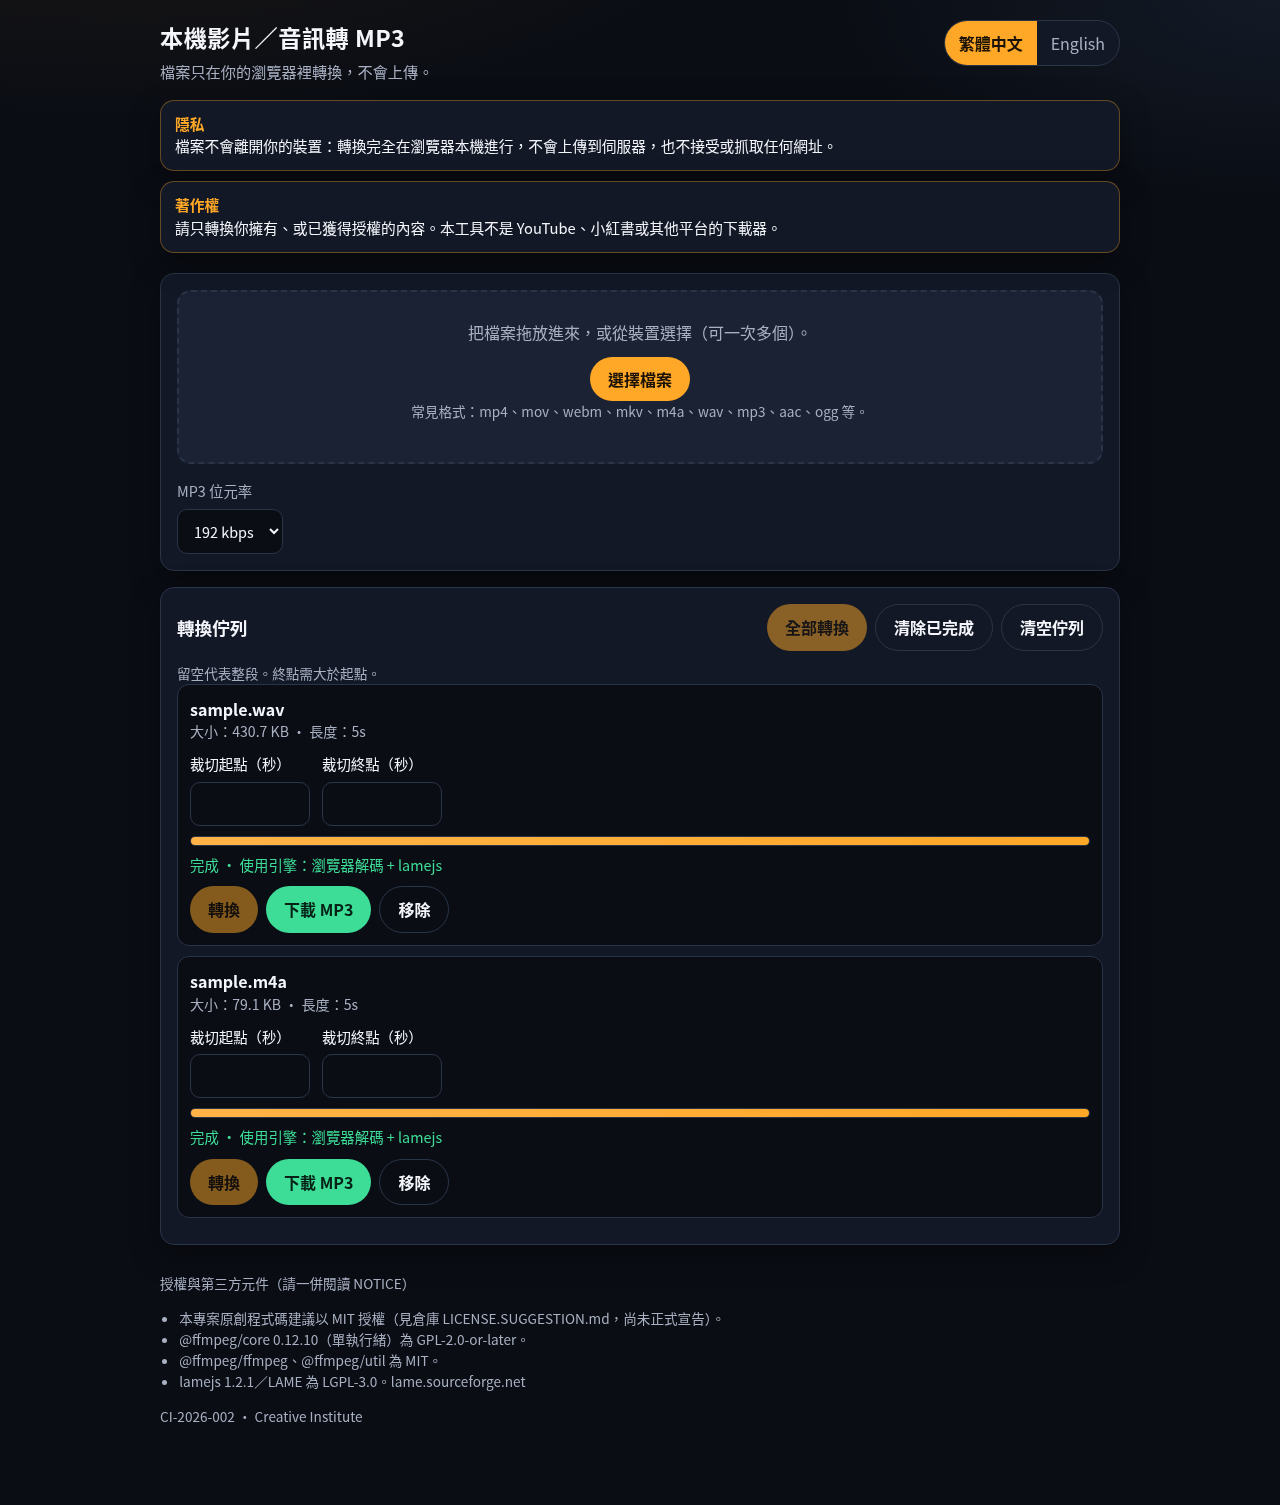 本機影片／音訊轉 MP3
繁體中文
English
檔案只在你的瀏覽器裡轉換，不會上傳。
隱私
檔案不會離開你的裝置：轉換完全在瀏覽器本機進行，不會上傳到伺服器，也不接受或抓取任何網址。
著作權
請只轉換你擁有、或已獲得授權的內容。本工具不是 YouTube、小紅書或其他平台的下載器。
把檔案拖放進來，或從裝置選擇（可一次多個）。
選擇檔案
常見格式：mp4、mov、webm、mkv、m4a、wav、mp3、aac、ogg 等。
MP3 位元率
192 kbps
轉換佇列
全部轉換
清除已完成
清空佇列
留空代表整段。終點需大於起點。
sample.wav
大小：430.7 KB ・ 長度：5s
裁切起點（秒）
裁切終點（秒）
完成 ・ 使用引擎：瀏覽器解碼 + lamejs
轉換
下載 MP3
移除
sample.m4a
大小：79.1 KB ・ 長度：5s
裁切起點（秒）
裁切終點（秒）
完成 ・ 使用引擎：瀏覽器解碼 + lamejs
轉換
下載 MP3
移除
授權與第三方元件（請一併閱讀 NOTICE）
• 本專案原創程式碼建議以 MIT 授權（見倉庫 LICENSE.SUGGESTION.md，尚未正式宣告）。
• @ffmpeg/core 0.12.10（單執行緒）為 GPL-2.0-or-later。
• @ffmpeg/ffmpeg、@ffmpeg/util 為 MIT。
• lamejs 1.2.1／LAME 為 LGPL-3.0。lame.sourceforge.net
CI-2026-002 ・ Creative Institute